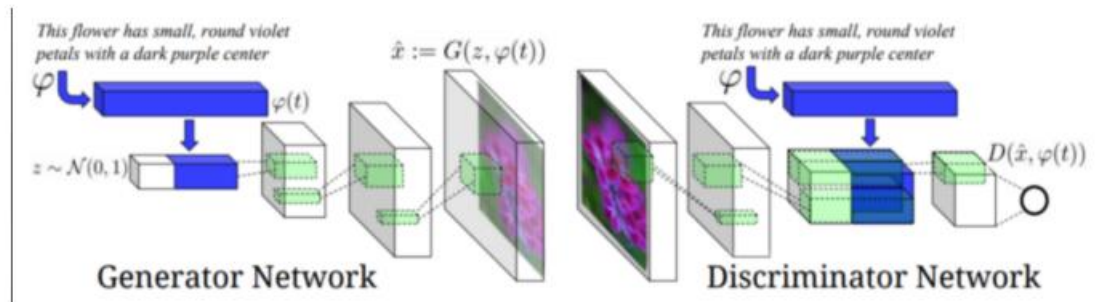 This flower has small, round violet
petals with a dark purple center
φ
φ(t)
z ~ 𝒩(0, 1)
x̂ := G(z, φ(t))
Generator Network
This flower has small, round violet
petals with a dark purple center
φ
D(x̂, φ(t))
Discriminator Network